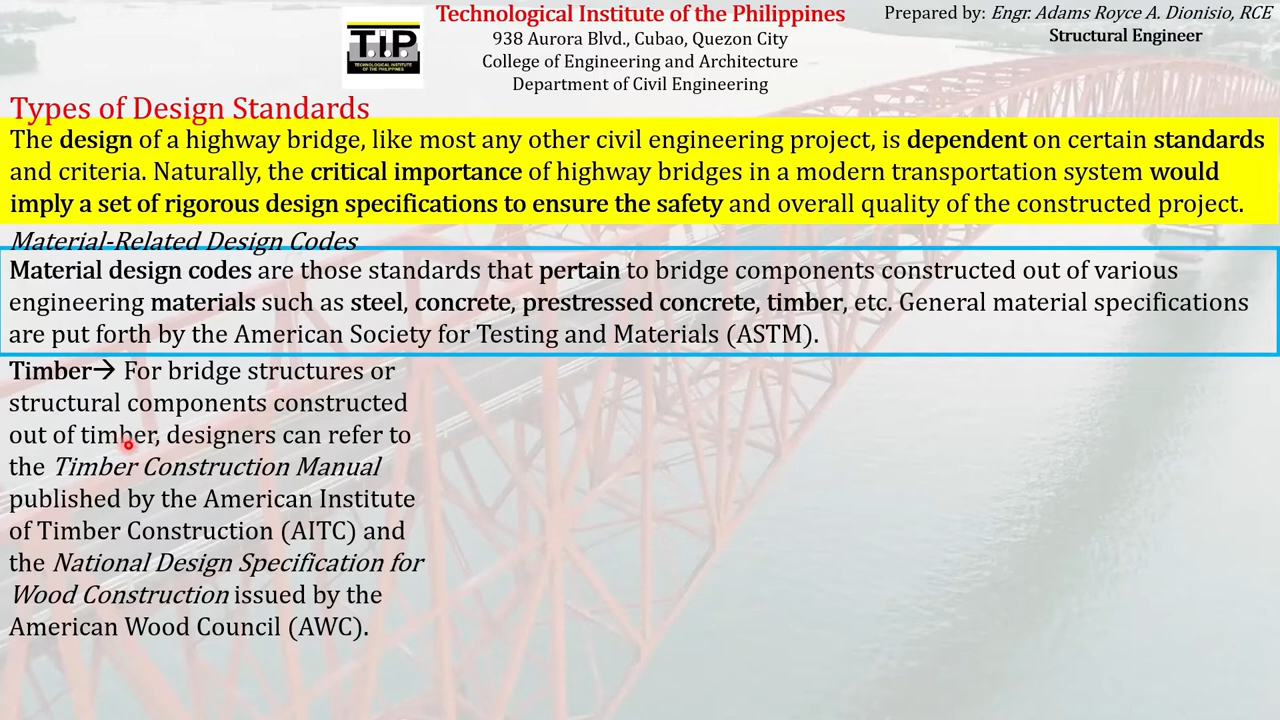 Technological Institute of the Philippines
938 Aurora Blvd., Cubao, Quezon City
College of Engineering and Architecture
Department of Civil Engineering
Prepared by: Engr. Adams Royce A. Dionisio, RCE
Structural Engineer
TiP
TECHNOLOGICAL INSTITUTE
OF THE PHILIPPINES
Types of Design Standards
The design of a highway bridge, like most any other civil engineering project, is dependent on certain standards
and criteria. Naturally, the critical importance of highway bridges in a modern transportation system would
imply a set of rigorous design specifications to ensure the safety and overall quality of the constructed project.
Material-Related Design Codes
Material design codes are those standards that pertain to bridge components constructed out of various
engineering materials such as steel, concrete, prestressed concrete, timber, etc. General material specifications
are put forth by the American Society for Testing and Materials (ASTM).
Timber→ For bridge structures or
structural components constructed
out of timber, designers can refer to
the Timber Construction Manual
published by the American Institute
of Timber Construction (AITC) and
the National Design Specification for
Wood Construction issued by the
American Wood Council (AWC).